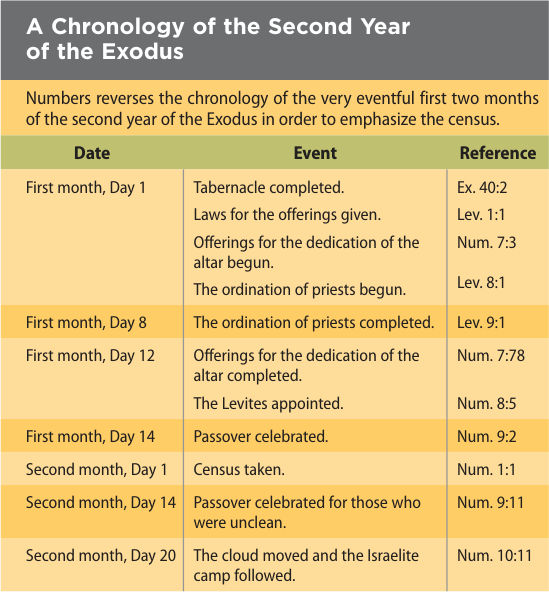 A Chronology of the Second Year
of the Exodus
Numbers reverses the chronology of the very eventful first two months
of the second year of the Exodus in order to emphasize the census.
Date Event Reference
First month, Day 1 Tabernacle completed. Ex. 40:2
Laws for the offerings given. Lev. 1:1
Offerings for the dedication of the Num. 7:3
altar begun.
The ordination of priests begun. Lev. 8:1
First month, Day 8 The ordination of priests completed. Lev. 9:1
First month, Day 12 Offerings for the dedication of the Num. 7:78
altar completed.
The Levites appointed. Num. 8:5
First month, Day 14 Passover celebrated. Num. 9:2
Second month, Day 1 Census taken. Num. 1:1
Second month, Day 14 Passover celebrated for those who Num. 9:11
were unclean.
Second month, Day 20 The cloud moved and the Israelite Num. 10:11
camp followed.